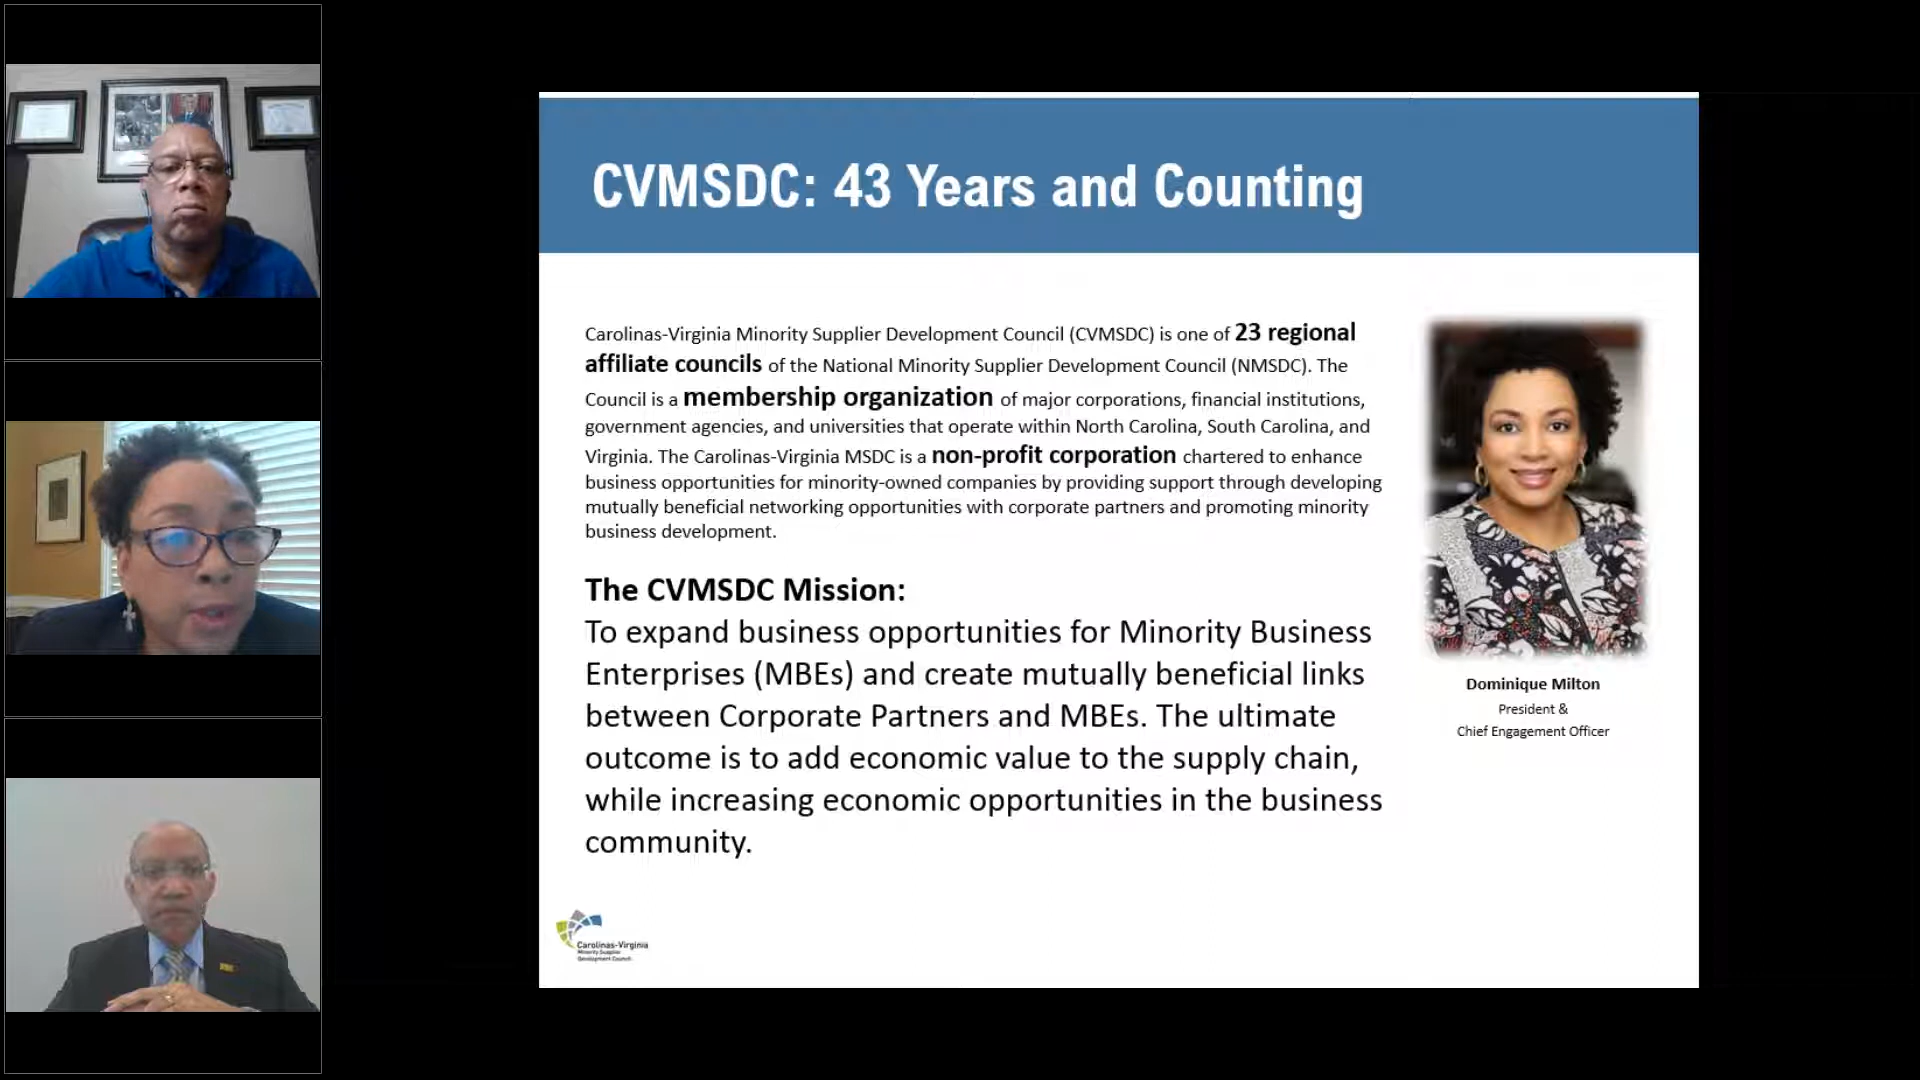 CVMSDC: 43 Years and Counting
Carolinas-Virginia Minority Supplier Development Council (CVMSDC) is one of 23 regional
affiliate councils of the National Minority Supplier Development Council (NMSDC). The
Council is a membership organization of major corporations, financial institutions,
government agencies, and universities that operate within North Carolina, South Carolina, and
Virginia. The Carolinas-Virginia MSDC is a non-profit corporation chartered to enhance
business opportunities for minority-owned companies by providing support through developing
mutually beneficial networking opportunities with corporate partners and promoting minority
business development.
The CVMSDC Mission:
To expand business opportunities for Minority Business
Enterprises (MBEs) and create mutually beneficial links
between Corporate Partners and MBEs. The ultimate
outcome is to add economic value to the supply chain,
while increasing economic opportunities in the business
community.
Dominique Milton
President &
Chief Engagement Officer
Carolinas-Virginia
Minority Supplier
Development Council